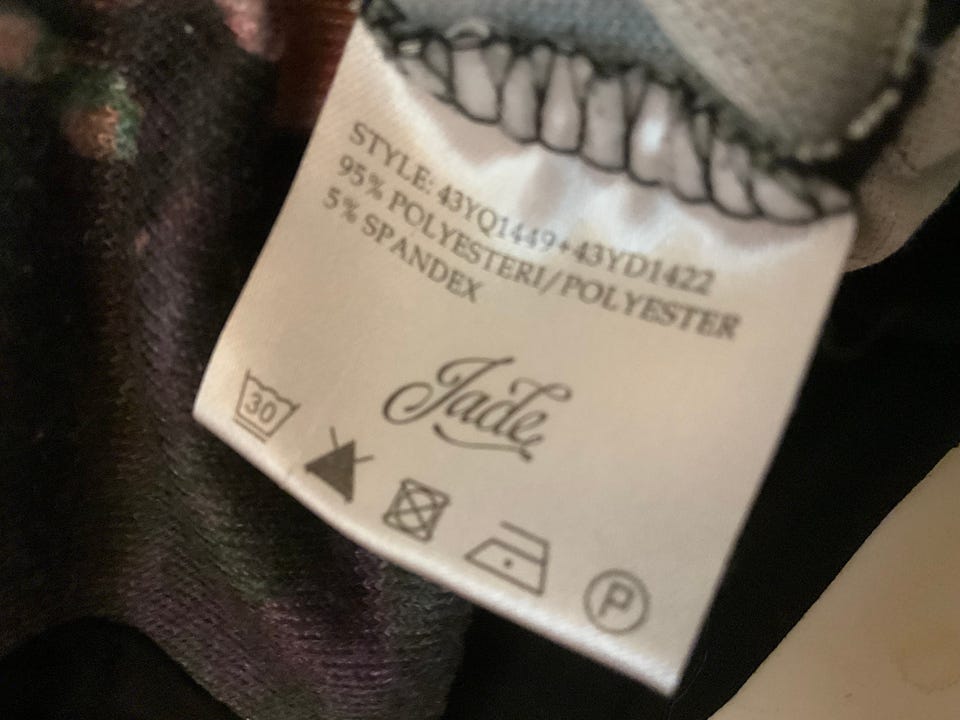 STYLE: 43YQ1449+43YD1422
95% POLYESTERI/POLYESTER
5% SPANDEX
Jade
30
P